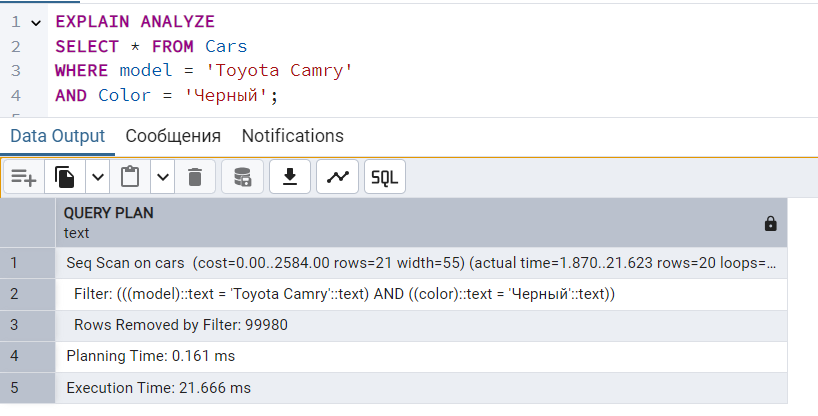 1 EXPLAIN ANALYZE
2 SELECT * FROM Cars
3 WHERE model = 'Toyota Camry'
4 AND Color = 'Черный';
Data Output Сообщения Notifications
SQL
QUERY PLAN
text
1 Seq Scan on cars (cost=0.00..2584.00 rows=21 width=55) (actual time=1.870..21.623 rows=20 loops=...
2 Filter: (((model)::text = 'Toyota Camry'::text) AND ((color)::text = 'Черный'::text))
3 Rows Removed by Filter: 99980
4 Planning Time: 0.161 ms
5 Execution Time: 21.666 ms